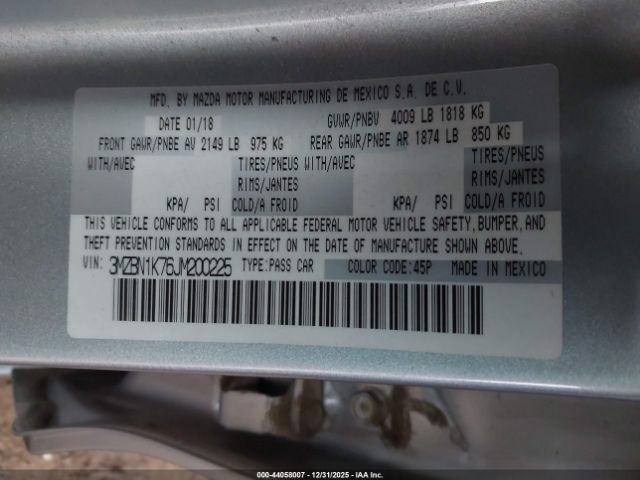 MFD. BY MAZDA MOTOR MANUFACTURING DE MEXICO S.A. DE C.V.
DATE 01/18 GVWR/PNBV 4009 LB 1818 KG
FRONT GAWR/PNBE AV 2149 LB 975 KG REAR GAWR/PNBE AR 1874 LB 850 KG
WITH/AVEC TIRES/PNEUS WITH/AVEC TIRES/PNEUS
RIMS/JANTES RIMS/JANTES
KPA/ PSI COLD/A FROID KPA/ PSI COLD/A FROID
THIS VEHICLE CONFORMS TO ALL APPLICABLE FEDERAL MOTOR VEHICLE SAFETY, BUMPER, AND
THEFT PREVENTION STANDARDS IN EFFECT ON THE DATE OF MANUFACTURE SHOWN ABOVE.
VIN: 3MZBN1K76JM200225 TYPE:PASS CAR COLOR CODE:45P MADE IN MEXICO
000-44058007 - 12/31/2025 - IAA Inc.